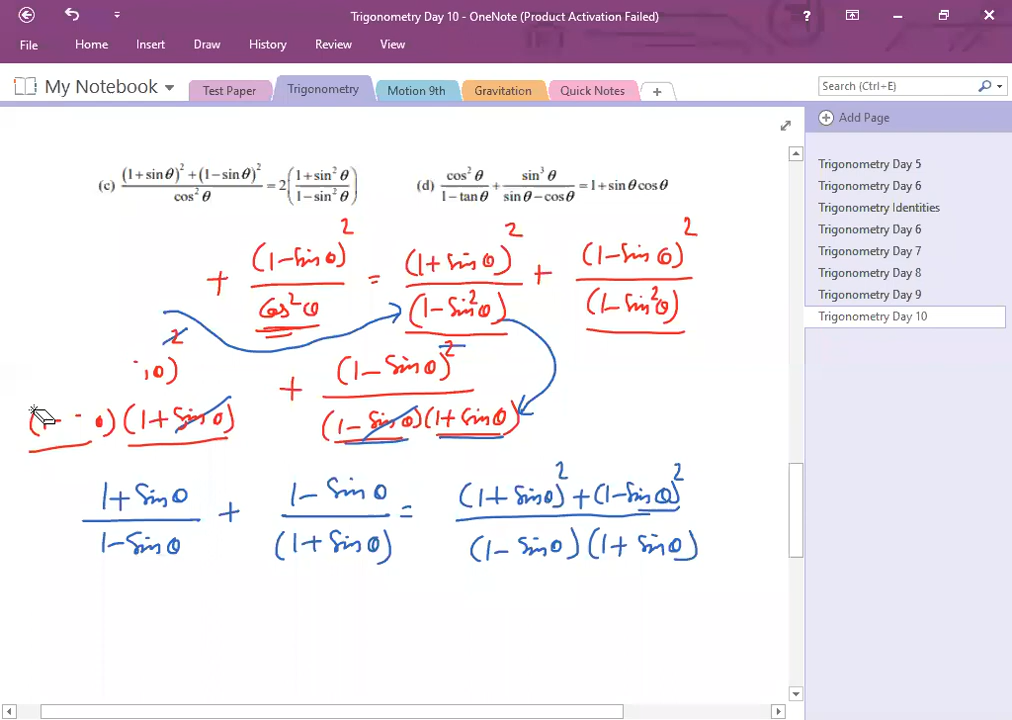 Trigonometry Day 10 - OneNote (Product Activation Failed)
?
File Home Insert Draw History Review View
My Notebook Test Paper Trigonometry Motion 9th Gravitation Quick Notes + Search (Ctrl+E)
Add Page
Trigonometry Day 5
Trigonometry Day 6
Trigonometry Identities
Trigonometry Day 6
Trigonometry Day 7
Trigonometry Day 8
Trigonometry Day 9
Trigonometry Day 10
(c) ((1+sinθ)²+(1−sinθ)²)/cos²θ = 2((1+sin²θ)/(1−sin²θ)) (d) cos²θ/(1−tanθ) + sin³θ/(sinθ−cosθ) = 1+sinθcosθ
+ (1−Sinθ)²/Cos²θ = (1+Sinθ)²/(1−Sin²θ) + (1−Sinθ)²/(1−Sin²θ)
θ)² + (1−Sinθ)²/((1−Sinθ)(1+Sinθ))
θ)(1+Sinθ)
(1+Sinθ)/(1−Sinθ) + (1−Sinθ)/(1+Sinθ) = ((1+Sinθ)²+(1−Sinθ)²)/((1−Sinθ)(1+Sinθ))